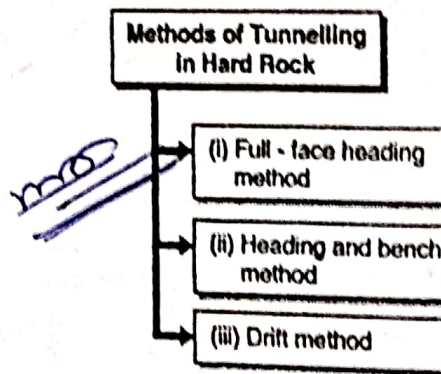 Methods of Tunnelling
in Hard Rock
(i) Full - face heading
method
(ii) Heading and bench
method
(iii) Drift method